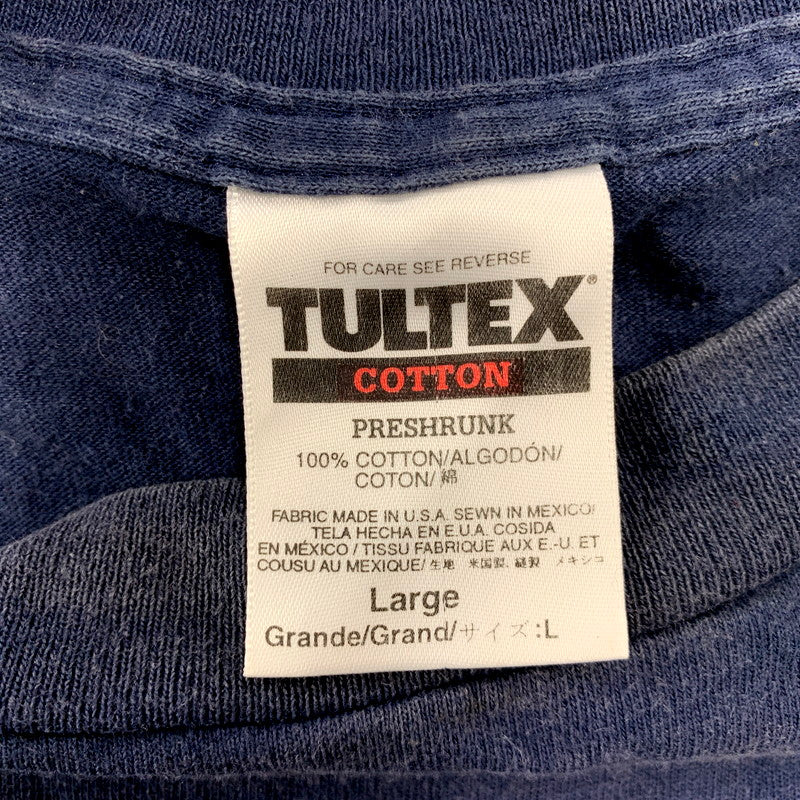 FOR CARE SEE REVERSE
TULTEX®
COTTON
PRESHRUNK
100% COTTON/ALGODÓN/
COTON/綿
FABRIC MADE IN U.S.A. SEWN IN MEXICO/
TELA HECHA EN E.U.A. COSIDA
EN MÉXICO / TISSU FABRIQUE AUX E.-U. ET
COUSU AU MEXIQUE/ 生地 米国製, 縫製 メキシコ
Large
Grande/Grand/サイズ:L